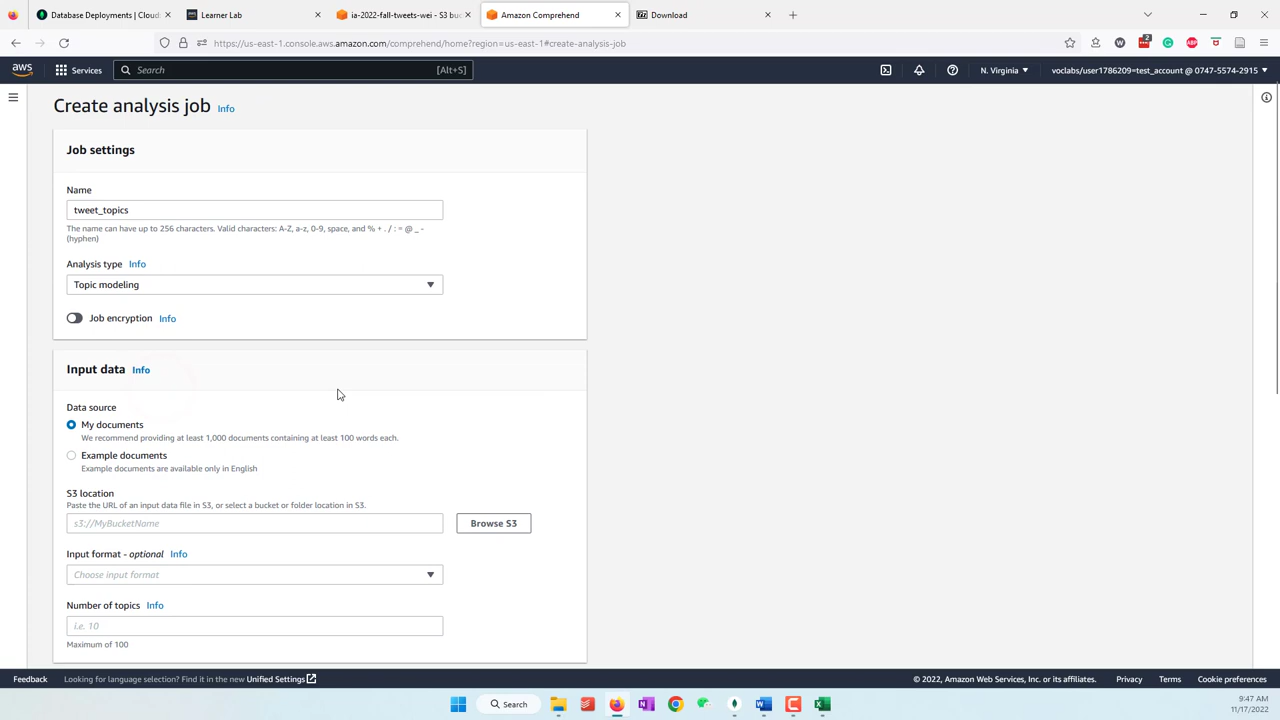 Database Deployments | Cloud:
Learner Lab
ia-2022-fall-tweets-wei - S3 buc
Amazon Comprehend
Download
https://us-east-1.console.aws.amazon.com/comprehend/home?region=us-east-1#create-analysis-job
aws
Services
Search
[Alt+S]
N. Virginia
voclabs/user1786209=test_account @ 0747-5574-2915
Create analysis job Info
Job settings
Name
tweet_topics
The name can have up to 256 characters. Valid characters: A-Z, a-z, 0-9, space, and % + . / : = @ _ -
(hyphen)
Analysis type Info
Topic modeling
Job encryption Info
Input data Info
Data source
My documents
We recommend providing at least 1,000 documents containing at least 100 words each.
Example documents
Example documents are available only in English
S3 location
Paste the URL of an input data file in S3, or select a bucket or folder location in S3.
s3://MyBucketName
Browse S3
Input format - optional Info
Choose input format
Number of topics Info
i.e. 10
Maximum of 100
Feedback
Looking for language selection? Find it in the new Unified Settings
© 2022, Amazon Web Services, Inc. or its affiliates.
Privacy
Terms
Cookie preferences
Search
9:47 AM
11/17/2022